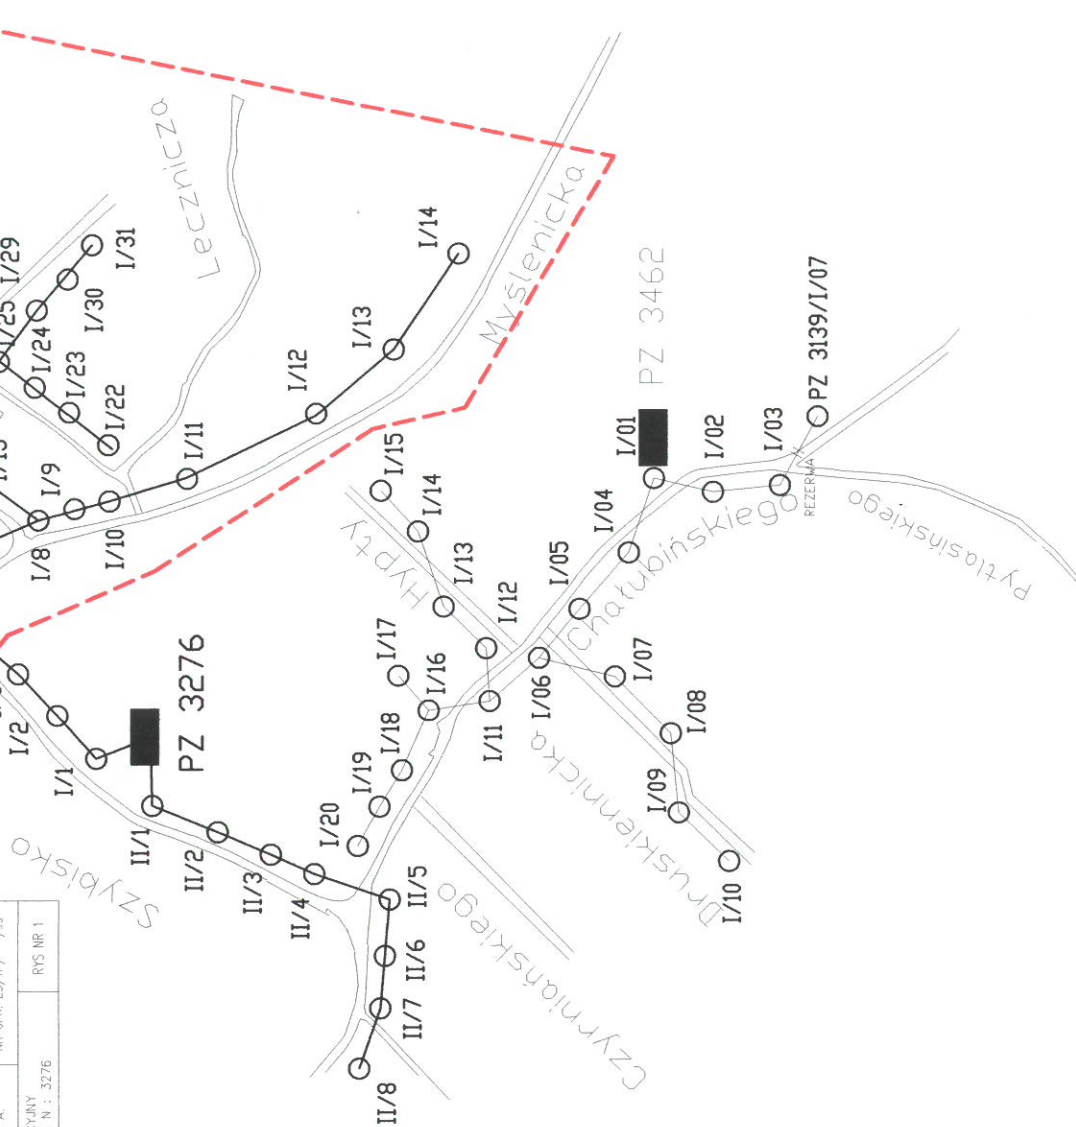 Lacznicza
I/29
I/31
I/25
I/30
I/24
I/23
I/22
I/14
I/13
I/12
Myślenicka
I/11
I/9
I/8
I/10
PZ 3462
PZ 3139/I/07
I/01
I/02
I/03
REZERWA
I/04
Chałubińskiego
Pytlasińskiego
I/15
I/14
Hypty
I/13
I/12
I/05
I/06
I/07
I/08
I/09
I/10
Druskiennicka
I/17
I/16
I/11
I/18
I/19
I/20
I/2
I/1
PZ 3276
II/1
II/2
II/3
II/4
II/5
II/6
II/7
II/8
Szybisko
Czyrniańskiego
RYS NR 1
N : 3276